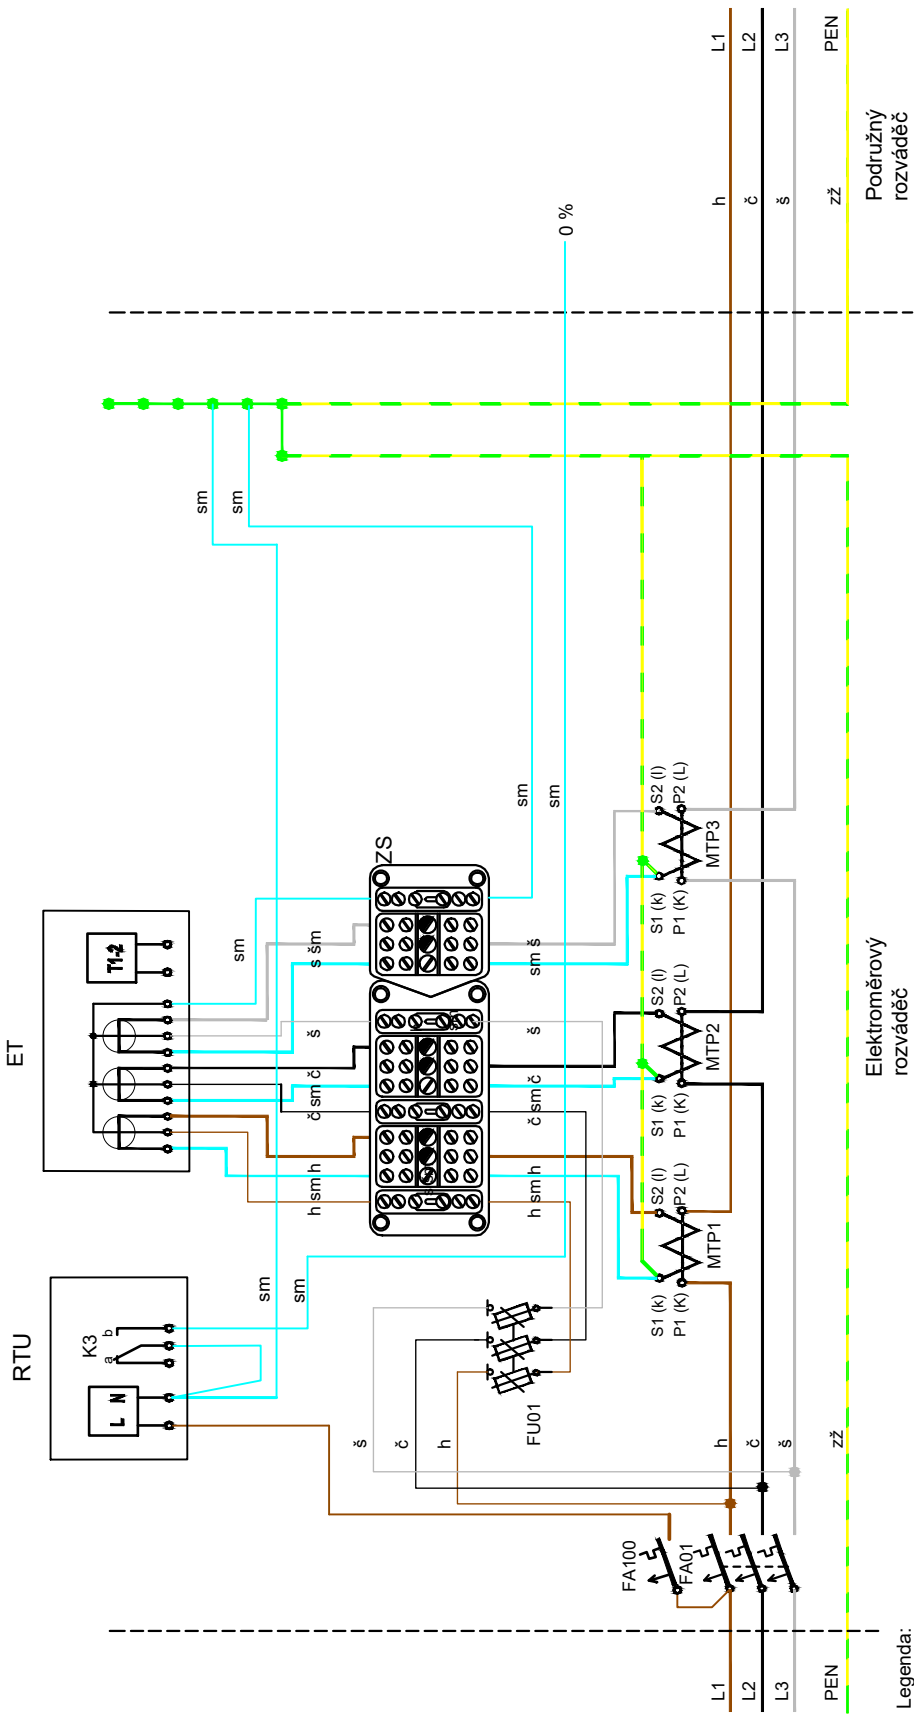 RTU
L N
K3
a
b
ET
T1-2
ZS
sm
sm
sm
sm
sm
sm
sm
h sm h
č sm č
š
s šm
h sm h
č sm č
š
sm š
sm
0 %
š
č
h
FU01
FA100
FA01
MTP1
S1 (k)
P1 (K)
S2 (l)
P2 (L)
MTP2
S1 (k)
P1 (K)
S2 (l)
P2 (L)
MTP3
S1 (k)
P1 (K)
S2 (l)
P2 (L)
L1
L2
L3
PEN
h
č
š
zž
h
č
š
zž
L1
L2
L3
PEN
Elektroměrový
rozváděč
Podružný
rozváděč
Legenda: